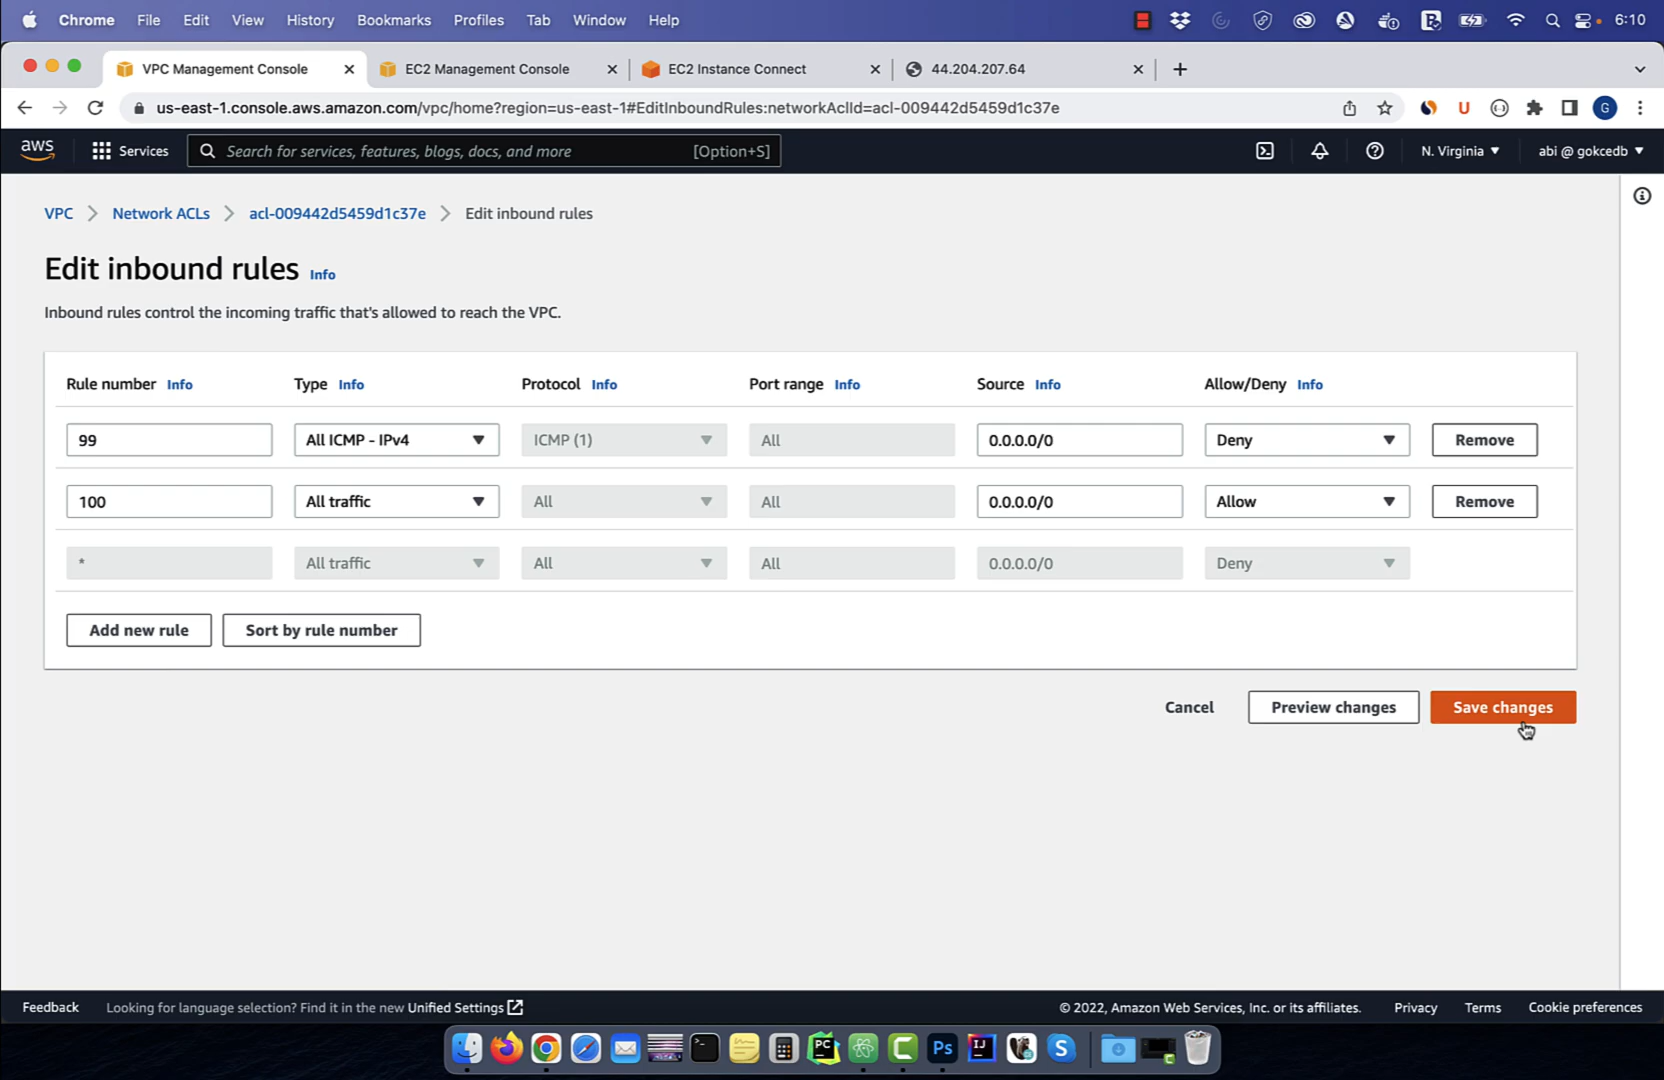 Chrome File Edit View History Bookmarks Profiles Tab Window Help 6:10
VPC Management Console EC2 Management Console EC2 Instance Connect 44.204.207.64
us-east-1.console.aws.amazon.com/vpc/home?region=us-east-1#EditInboundRules:networkAclId=acl-009442d5459d1c37e U G
aws Services Search for services, features, blogs, docs, and more [Option+S] N. Virginia abi @ gokcedb
VPC Network ACLs acl-009442d5459d1c37e Edit inbound rules
Edit inbound rules Info
Inbound rules control the incoming traffic that's allowed to reach the VPC.
Rule number Info Type Info Protocol Info Port range Info Source Info Allow/Deny Info
99 All ICMP - IPv4 ICMP (1) All 0.0.0.0/0 Deny Remove
100 All traffic All All 0.0.0.0/0 Allow Remove
* All traffic All All 0.0.0.0/0 Deny
Add new rule Sort by rule number
Cancel Preview changes Save changes
Feedback Looking for language selection? Find it in the new Unified Settings © 2022, Amazon Web Services, Inc. or its affiliates. Privacy Terms Cookie preferences
PC Ps IJ S